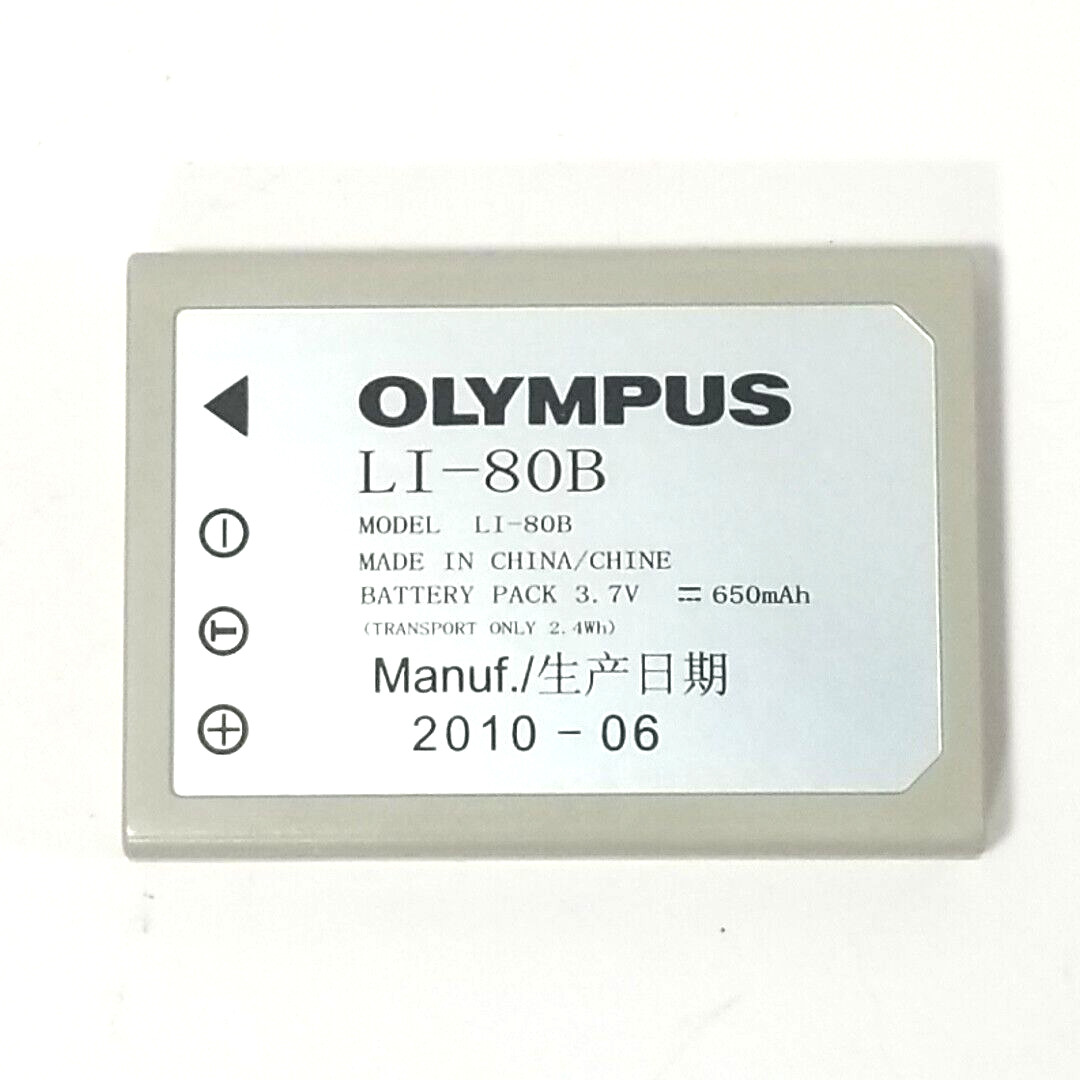 OLYMPUS
LI-80B
MODEL LI-80B
MADE IN CHINA/CHINE
BATTERY PACK 3.7V ⎓ 650mAh
(TRANSPORT ONLY 2.4Wh)
Manuf./生产日期
2010-06
−
T
+